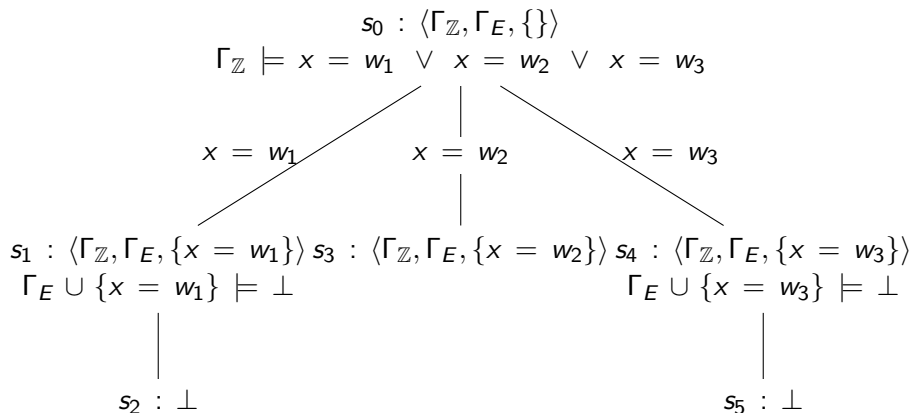 s₀ : ⟨Γ_ℤ, Γ_E, {}⟩
Γ_ℤ ⊨ x = w₁ ∨ x = w₂ ∨ x = w₃
x = w₁ x = w₂ x = w₃
s₁ : ⟨Γ_ℤ, Γ_E, {x = w₁}⟩ s₃ : ⟨Γ_ℤ, Γ_E, {x = w₂}⟩ s₄ : ⟨Γ_ℤ, Γ_E, {x = w₃}⟩
Γ_E ∪ {x = w₁} ⊨ ⊥ Γ_E ∪ {x = w₃} ⊨ ⊥
s₂ : ⊥ s₅ : ⊥